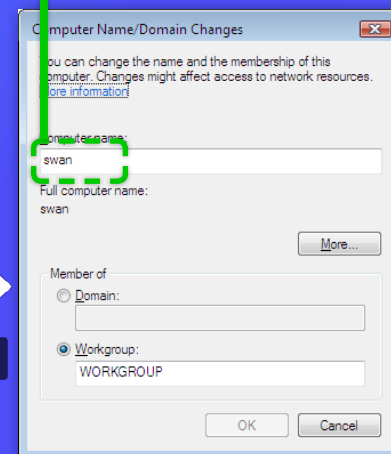 Computer Name/Domain Changes
You can change the name and the membership of this
computer. Changes might affect access to network resources.
More information
Computer name:
swan
Full computer name:
swan
More...
Member of
Domain:
Workgroup:
WORKGROUP
OK
Cancel